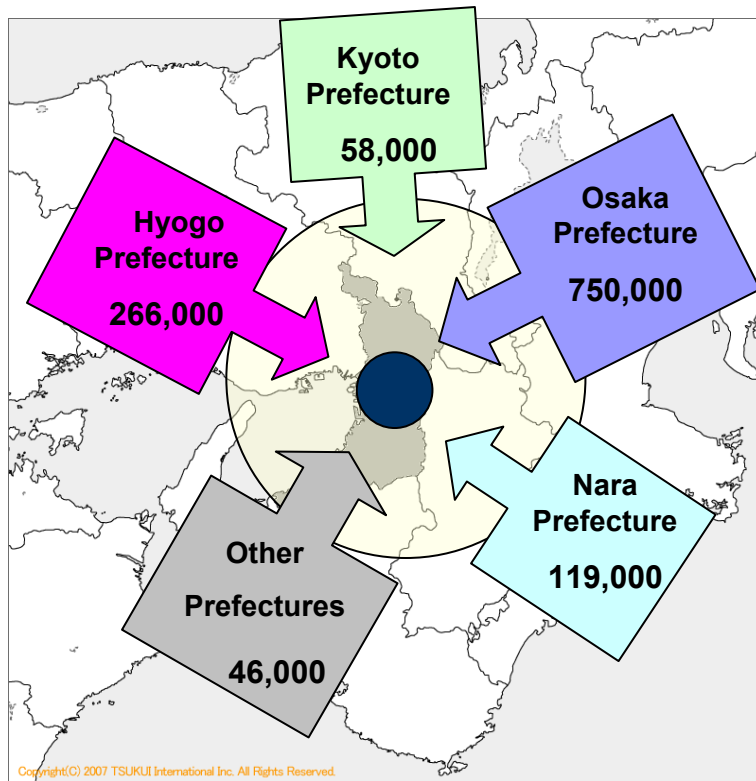 Kyoto
Prefecture
58,000
Hyogo
Prefecture
266,000
Osaka
Prefecture
750,000
Nara
Prefecture
119,000
Other
Prefectures
46,000
Copyright(C) 2007 TSUKUI International Inc. All Rights Reserved.